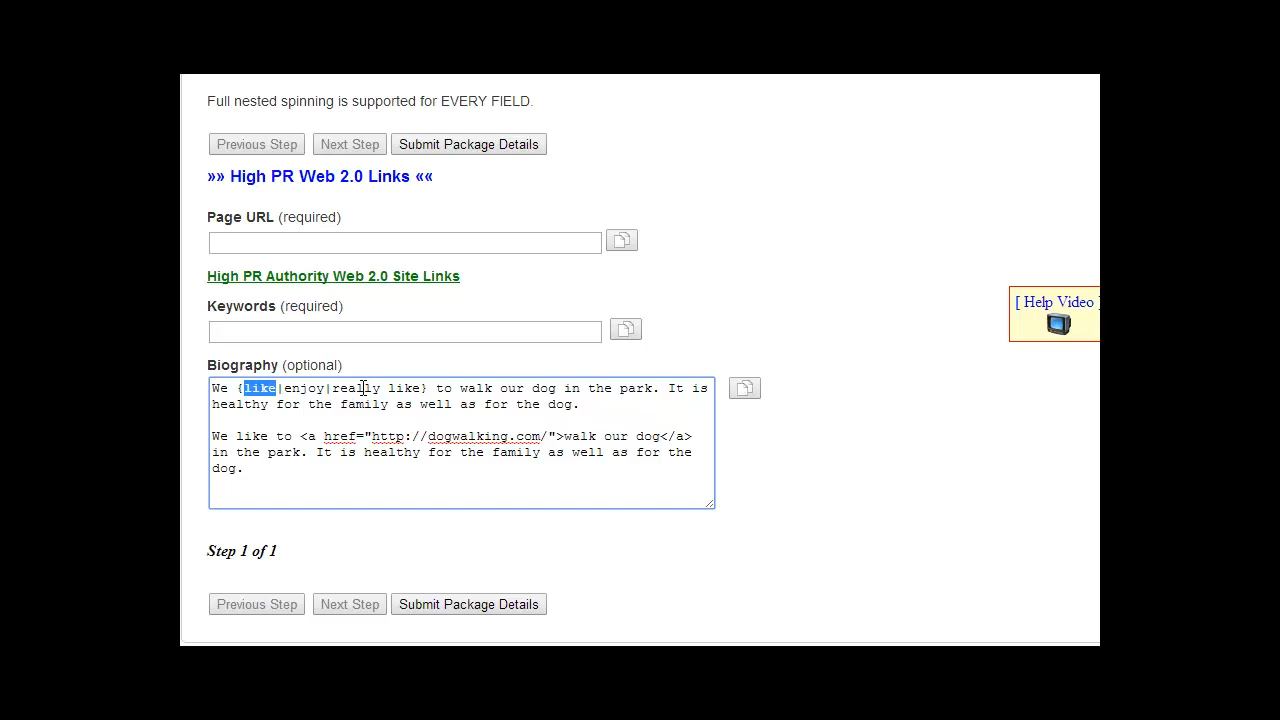 Full nested spinning is supported for EVERY FIELD.
Previous Step Next Step Submit Package Details
»» High PR Web 2.0 Links ««
Page URL (required)
High PR Authority Web 2.0 Site Links
Keywords (required)
[ Help Video ]
Biography (optional)
We {like|enjoy|really like} to walk our dog in the park. It is
healthy for the family as well as for the dog.
We like to <a href="http://dogwalking.com/">walk our dog</a>
in the park. It is healthy for the family as well as for the
dog.
Step 1 of 1
Previous Step Next Step Submit Package Details